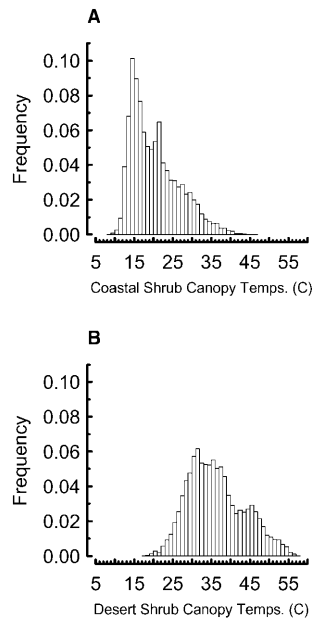 A
Frequency
0.10
0.08
0.06
0.04
0.02
0.00
5 15 25 35 45 55
Coastal Shrub Canopy Temps. (C)
B
Frequency
0.10
0.08
0.06
0.04
0.02
0.00
5 15 25 35 45 55
Desert Shrub Canopy Temps. (C)